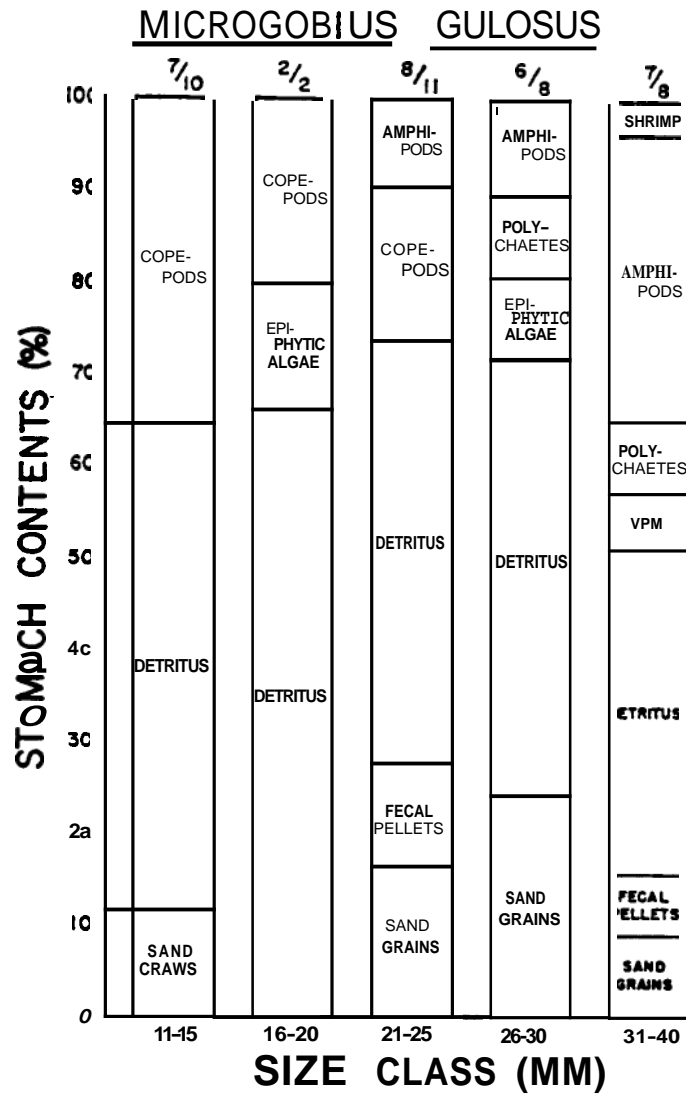 MICROGOBIUS GULOSUS
7/10 2/2 8/11 6/8 7/8
STOMACH CONTENTS (%)
100
90
80
70
60
50
4c
30
2a
10
0
COPE-
PODS
DETRITUS
SAND
CRAWS
COPE-
PODS
EPI-
PHYTIC
ALGAE
DETRITUS
AMPHI-
PODS
COPE-
PODS
DETRITUS
FECAL
PELLETS
SAND
GRAINS
AMPHI-
PODS
POLY-
CHAETES
EPI-
PHYTIC
ALGAE
DETRITUS
SAND
GRAINS
SHRIMP
AMPHI-
PODS
POLY-
CHAETES
VPM
ETRITUS
FECAL
PELLETS
SAND
GRAINS
11-15 16-20 21-25 26-30 31-40
SIZE CLASS (MM)